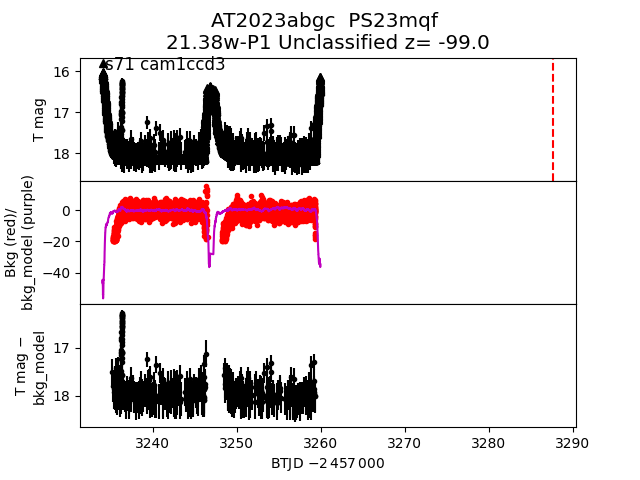 AT2023abgc  PS23mqf
21.38w-P1 Unclassified z= -99.0
s71 cam1ccd3
16
17
18
T mag
0
−20
−40
Bkg (red)/
bkg_model (purple)
17
18
T mag −
bkg_model
3240
3250
3260
3270
3280
3290
BTJD −2 457 000